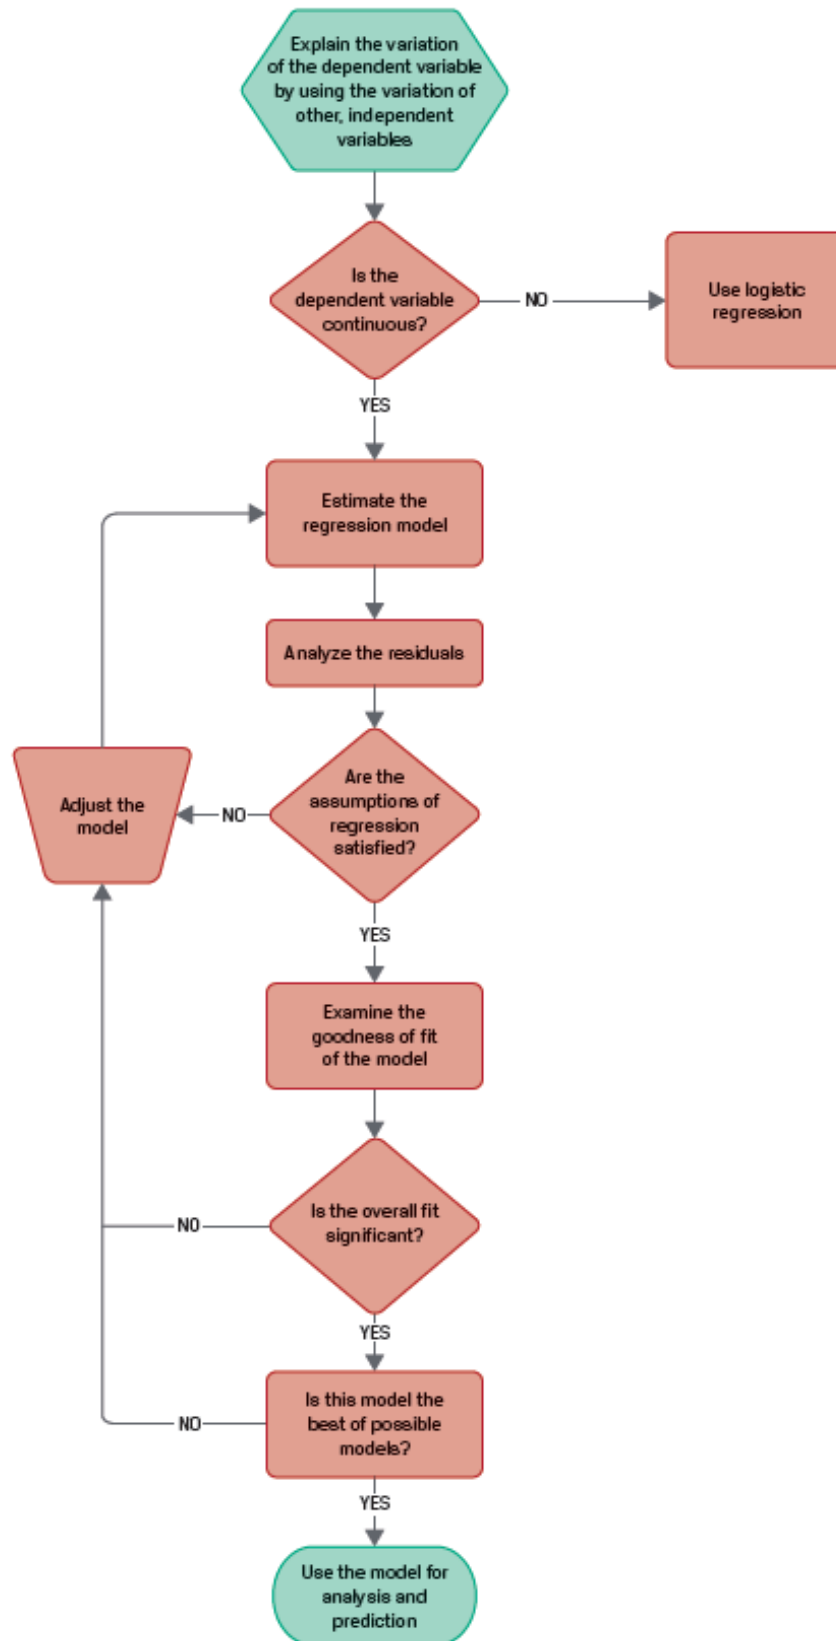 Explain the variation
of the dependent variable
by using the variation of
other, independent
variables
Is the
dependent variable
continuous?
NO
Use logistic
regression
YES
Estimate the
regression model
Analyze the residuals
Are the
assumptions of
regression
satisfied?
NO
Adjust the
model
YES
Examine the
goodness of fit
of the model
Is the overall fit
significant?
NO
YES
Is this model the
best of possible
models?
NO
YES
Use the model for
analysis and
prediction